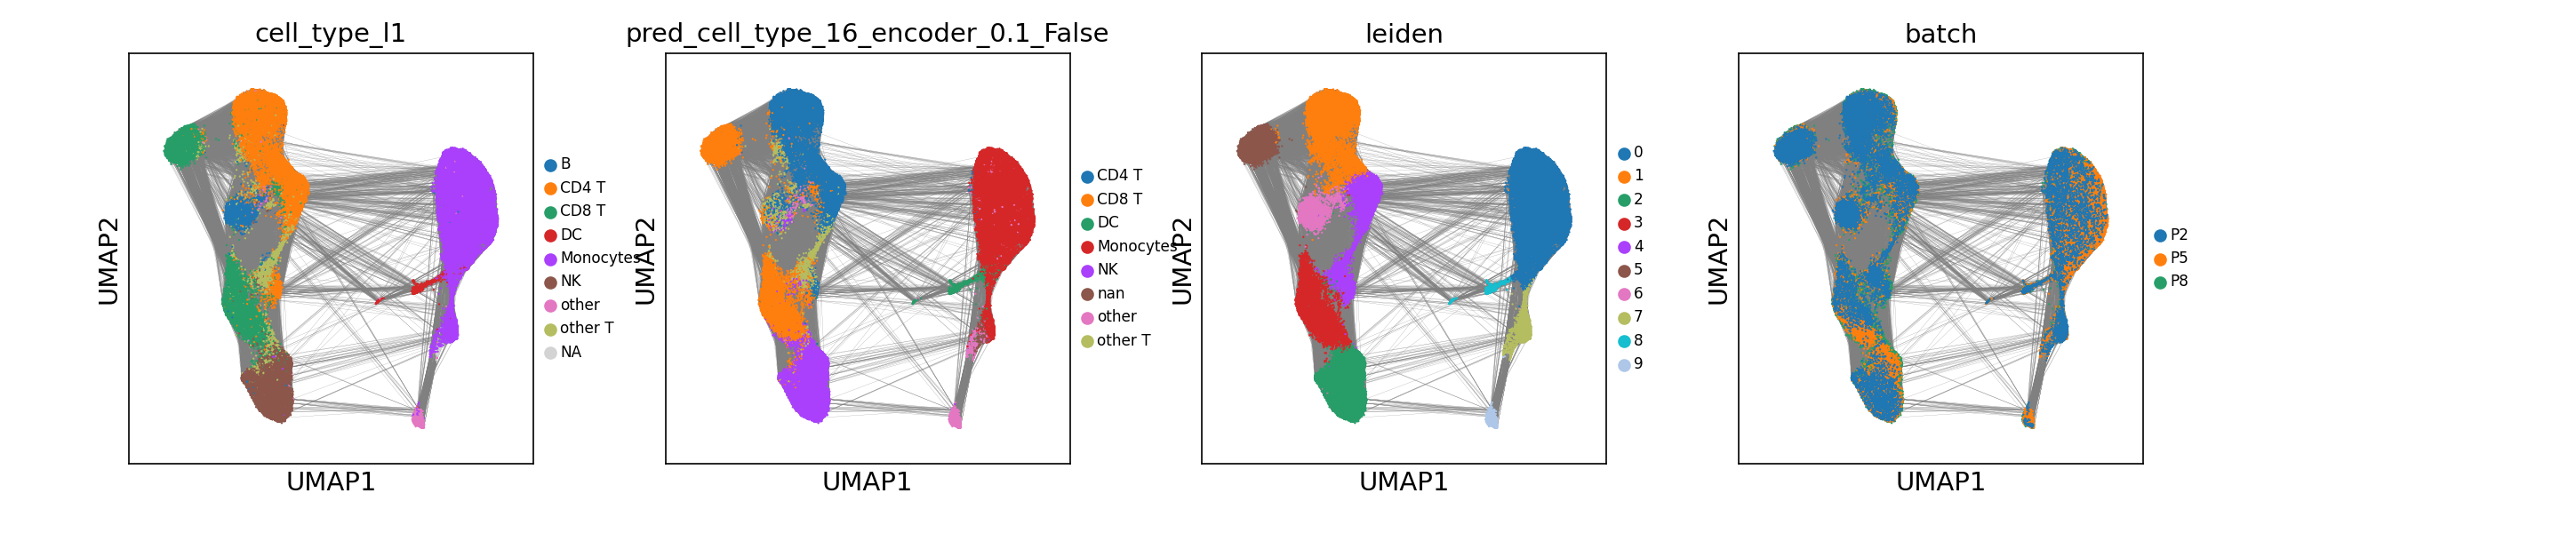 cell_type_l1
UMAP2
UMAP1
B
CD4 T
CD8 T
DC
Monocytes
NK
other
other T
NA
pred_cell_type_16_encoder_0.1_False
UMAP2
UMAP1
CD4 T
CD8 T
DC
Monocytes
NK
nan
other
other T
leiden
UMAP2
UMAP1
0
1
2
3
4
5
6
7
8
9
batch
UMAP2
UMAP1
P2
P5
P8